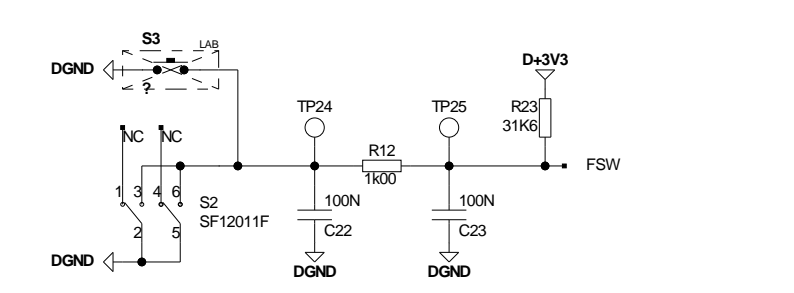 S3
LAB
DGND
?
D+3V3
TP24
TP25
R23
31K6
NC
NC
R12
1k00
FSW
1 3 4 6
S2
SF12011F
2 5
100N
C22
100N
C23
DGND
DGND
DGND